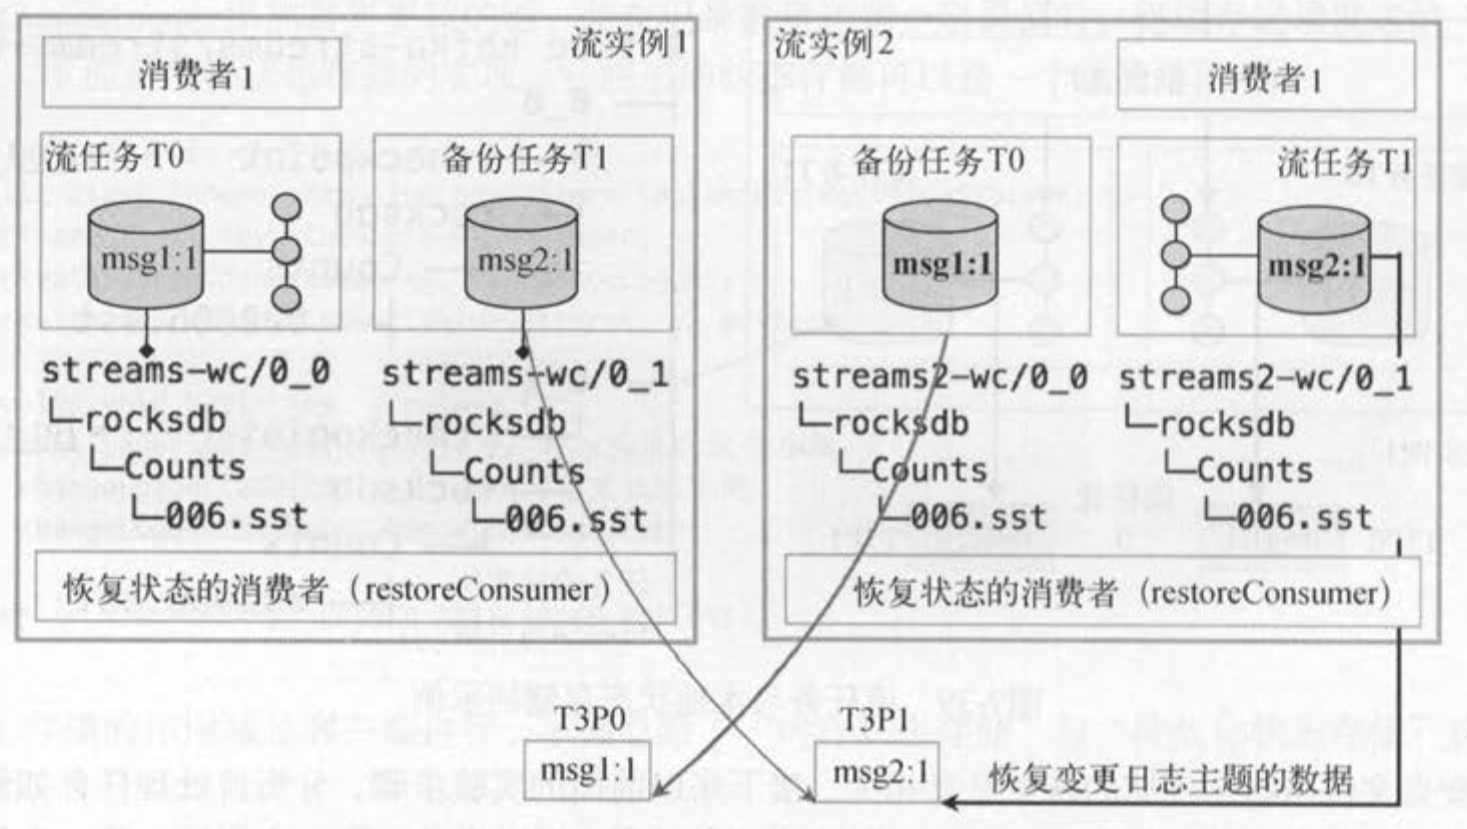 流实例1
消费者1
流任务T0
备份任务T1
msg1:1
msg2:1
streams-wc/0_0
└─rocksdb
└─Counts
└─006.sst
streams-wc/0_1
└─rocksdb
└─Counts
└─006.sst
恢复状态的消费者（restoreConsumer）
流实例2
消费者1
备份任务T0
流任务T1
msg1:1
msg2:1
streams2-wc/0_0
└─rocksdb
└─Counts
└─006.sst
streams2-wc/0_1
└─rocksdb
└─Counts
└─006.sst
恢复状态的消费者（restoreConsumer）
T3P0
msg1:1
T3P1
msg2:1
恢复变更日志主题的数据